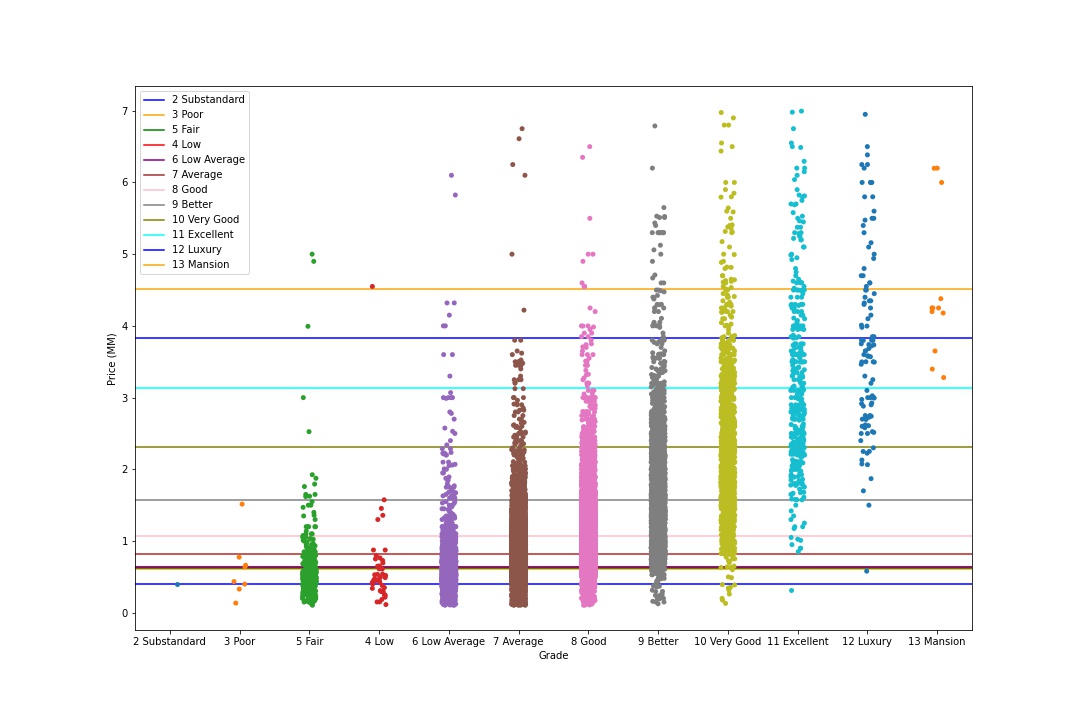 7
6
5
4
3
2
1
0
Price (MM)
2 Substandard
3 Poor
5 Fair
4 Low
6 Low Average
7 Average
8 Good
9 Better
10 Very Good
11 Excellent
12 Luxury
13 Mansion
2 Substandard 3 Poor 5 Fair 4 Low 6 Low Average 7 Average 8 Good 9 Better 10 Very Good 11 Excellent 12 Luxury 13 Mansion
Grade